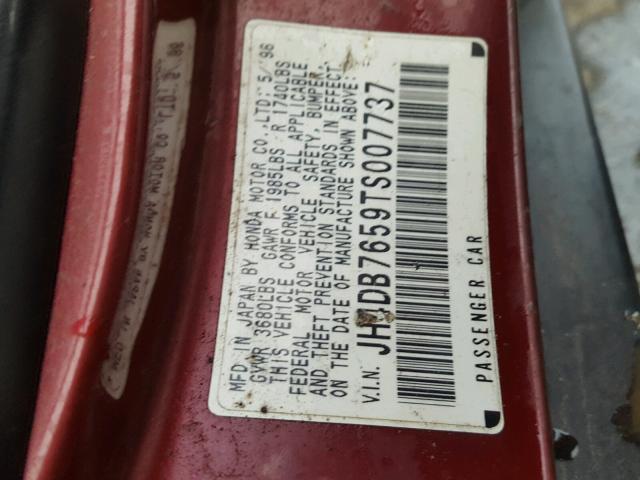 MFD. IN JAPAN BY HONDA MOTOR CO.,LTD; 5/96
GVWR 3680LBS GAWR F 1985LBS R 1740LBS
THIS VEHICLE CONFORMS TO ALL APPLICABLE
FEDERAL MOTOR VEHICLE SAFETY, BUMPER,
AND THEFT PREVENTION STANDARDS IN EFFECT
ON THE DATE OF MANUFACTURE SHOWN ABOVE:
V.I.N. DB7659TS007737
PASSENGER CAR